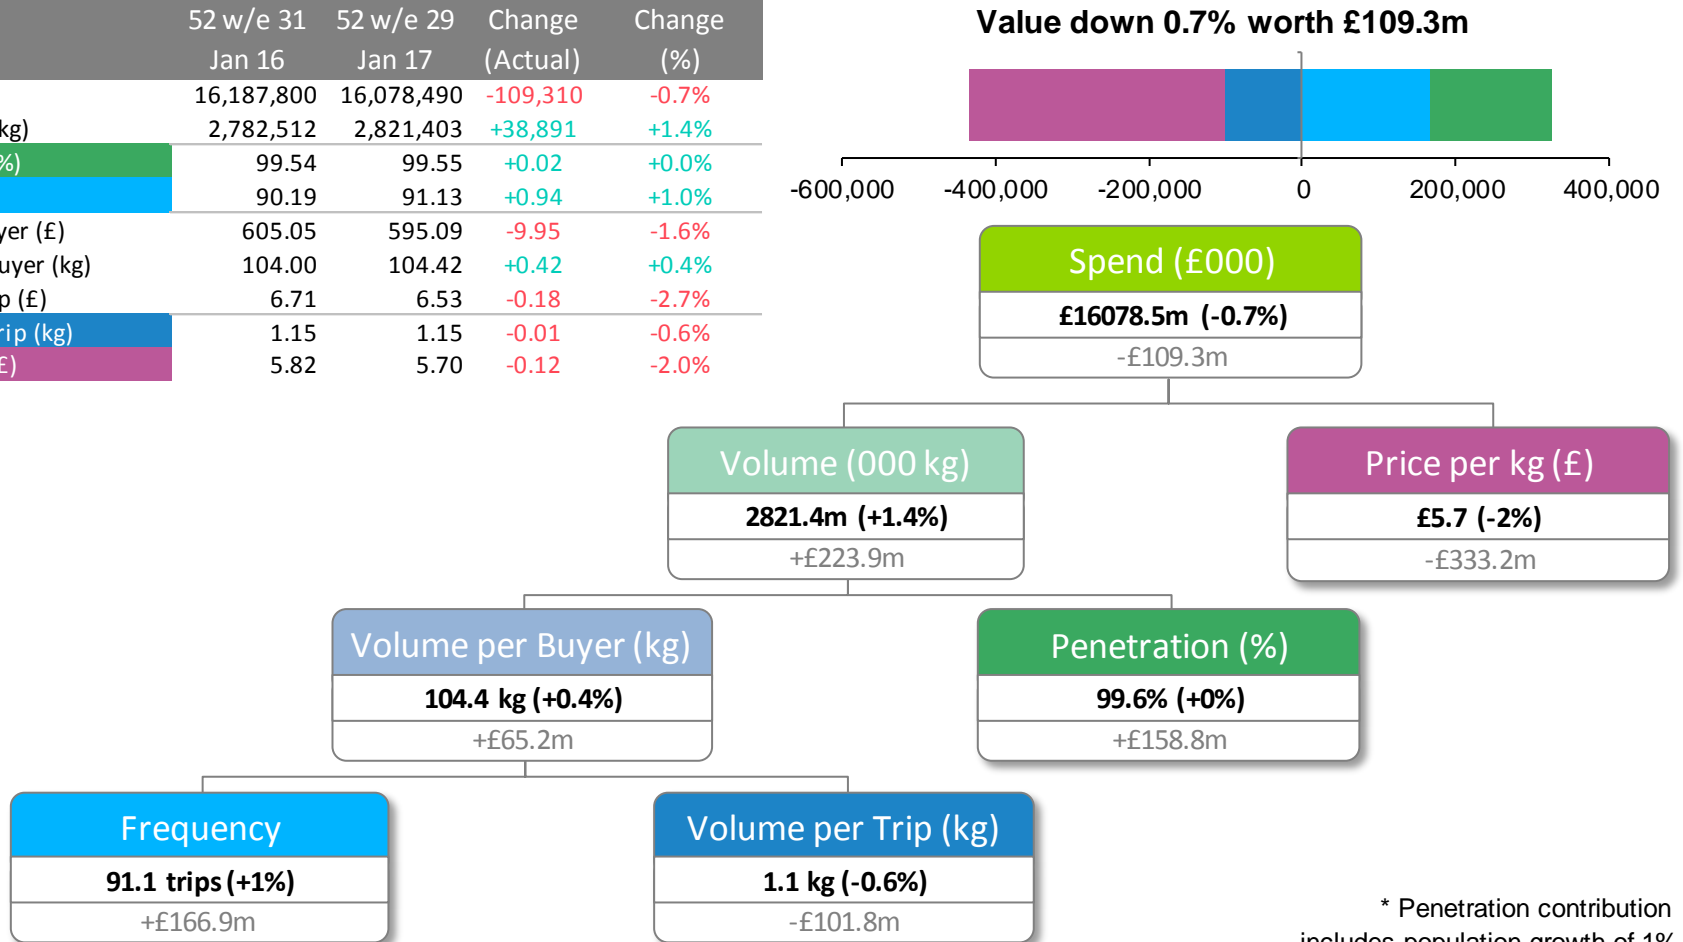 52 w/e 31 52 w/e 29 Change Change
Jan 16 Jan 17 (Actual) (%)
16,187,800 16,078,490 -109,310 -0.7%
kg) 2,782,512 2,821,403 +38,891 +1.4%
%) 99.54 99.55 +0.02 +0.0%
90.19 91.13 +0.94 +1.0%
yer (£) 605.05 595.09 -9.95 -1.6%
uyer (kg) 104.00 104.42 +0.42 +0.4%
p (£) 6.71 6.53 -0.18 -2.7%
rip (kg) 1.15 1.15 -0.01 -0.6%
£) 5.82 5.70 -0.12 -2.0%
Value down 0.7% worth £109.3m
-600,000 -400,000 -200,000 0 200,000 400,000
Spend (£000)
£16078.5m (-0.7%)
-£109.3m
Volume (000 kg)
2821.4m (+1.4%)
+£223.9m
Price per kg (£)
£5.7 (-2%)
-£333.2m
Volume per Buyer (kg)
104.4 kg (+0.4%)
+£65.2m
Penetration (%)
99.6% (+0%)
+£158.8m
Frequency
91.1 trips (+1%)
+£166.9m
Volume per Trip (kg)
1.1 kg (-0.6%)
-£101.8m
* Penetration contribution
includes population growth of 1%